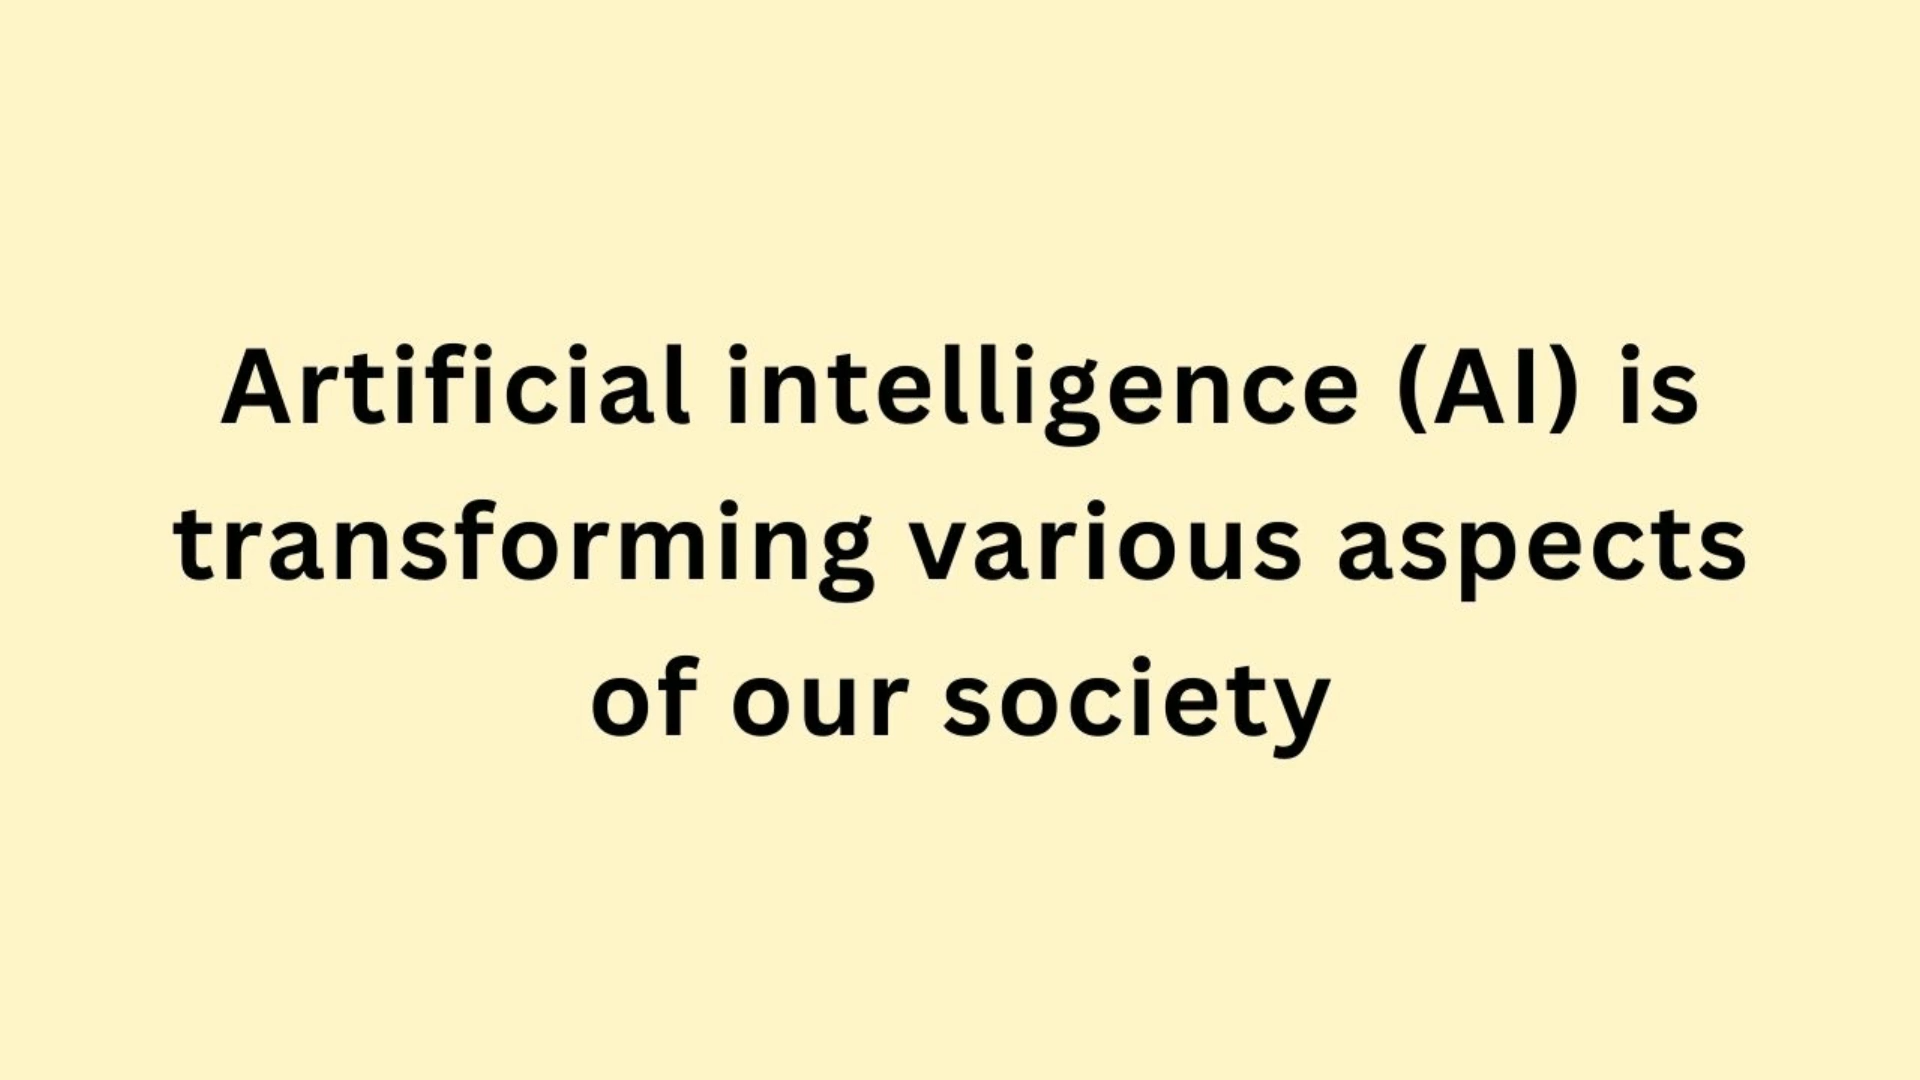 Artificial intelligence (AI) is
transforming various aspects
of our society